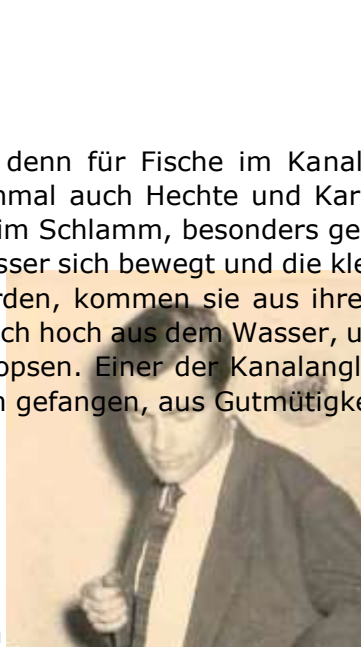 denn für Fische im Kanal
nmal auch Hechte und Kar
im Schlamm, besonders ge
sser sich bewegt und die kle
rden, kommen sie aus ihre
ch hoch aus dem Wasser, u
opsen. Einer der Kanalangl
n gefangen, aus Gutmütigke